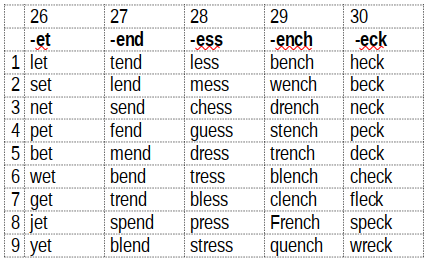 26 27 28 29 30
-et -end -ess -ench -eck
1 let tend less bench heck
2 set lend mess wench beck
3 net send chess drench neck
4 pet fend guess stench peck
5 bet mend dress trench deck
6 wet bend tress blench check
7 get trend bless clench fleck
8 jet spend press French speck
9 yet blend stress quench wreck